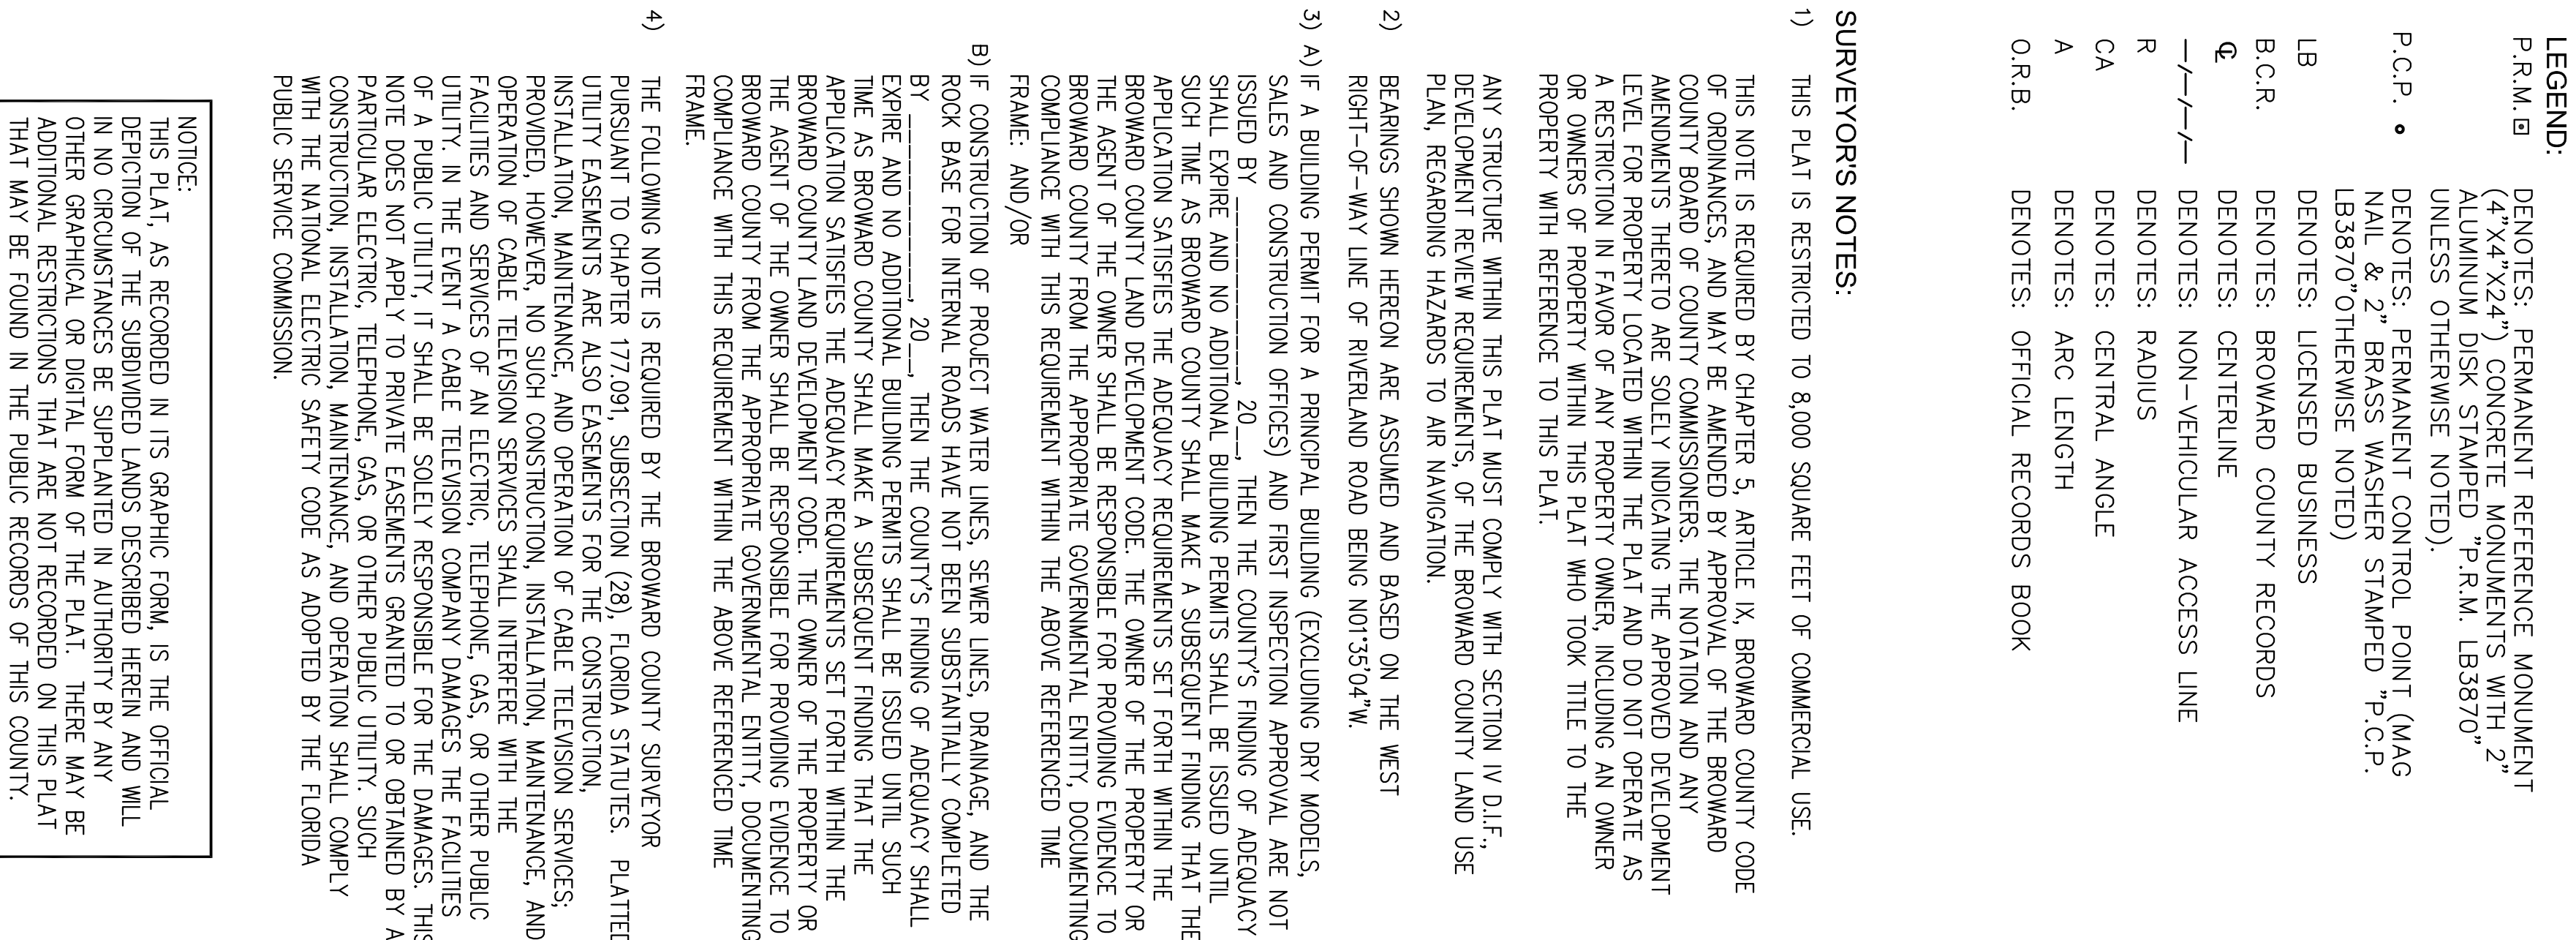 LEGEND:
P.R.M. ⊡ DENOTES: PERMANENT REFERENCE MONUMENT
(4"X4"X24") CONCRETE MONUMENTS WITH 2"
ALUMINUM DISK STAMPED "P.R.M. LB3870"
UNLESS OTHERWISE NOTED).
P.C.P. ∘ DENOTES: PERMANENT CONTROL POINT (MAG
NAIL & 2" BRASS WASHER STAMPED "P.C.P.
LB3870"OTHERWISE NOTED)
LB DENOTES: LICENSED BUSINESS
B.C.R. DENOTES: BROWARD COUNTY RECORDS
℄ DENOTES: CENTERLINE
—/—/—/—/— DENOTES: NON-VEHICULAR ACCESS LINE
R DENOTES: RADIUS
CA DENOTES: CENTRAL ANGLE
A DENOTES: ARC LENGTH
O.R.B. DENOTES: OFFICIAL RECORDS BOOK
SURVEYOR'S NOTES:
1) THIS PLAT IS RESTRICTED TO 8,000 SQUARE FEET OF COMMERCIAL USE.
THIS NOTE IS REQUIRED BY CHAPTER 5, ARTICLE IX, BROWARD COUNTY CODE
OF ORDINANCES, AND MAY BE AMENDED BY APPROVAL OF THE BROWARD
COUNTY BOARD OF COUNTY COMMISSIONERS. THE NOTATION AND ANY
AMENDMENTS THERETO ARE SOLELY INDICATING THE APPROVED DEVELOPMENT
LEVEL FOR PROPERTY LOCATED WITHIN THE PLAT AND DO NOT OPERATE AS
A RESTRICTION IN FAVOR OF ANY PROPERTY OWNER, INCLUDING AN OWNER
OR OWNERS OF PROPERTY WITHIN THIS PLAT WHO TOOK TITLE TO THE
PROPERTY WITH REFERENCE TO THIS PLAT.
ANY STRUCTURE WITHIN THIS PLAT MUST COMPLY WITH SECTION IV D.I.F.,
DEVELOPMENT REVIEW REQUIREMENTS, OF THE BROWARD COUNTY LAND USE
PLAN, REGARDING HAZARDS TO AIR NAVIGATION.
2) BEARINGS SHOWN HEREON ARE ASSUMED AND BASED ON THE WEST
RIGHT-OF-WAY LINE OF RIVERLAND ROAD BEING N01°35'04"W.
3) A) IF A BUILDING PERMIT FOR A PRINCIPAL BUILDING (EXCLUDING DRY MODELS,
SALES AND CONSTRUCTION OFFICES) AND FIRST INSPECTION APPROVAL ARE NOT
ISSUED BY ____________, 20__, THEN THE COUNTY'S FINDING OF ADEQUACY
SHALL EXPIRE AND NO ADDITIONAL BUILDING PERMITS SHALL BE ISSUED UNTIL
SUCH TIME AS BROWARD COUNTY SHALL MAKE A SUBSEQUENT FINDING THAT THE
APPLICATION SATISFIES THE ADEQUACY REQUIREMENTS SET FORTH WITHIN THE
BROWARD COUNTY LAND DEVELOPMENT CODE. THE OWNER OF THE PROPERTY OR
THE AGENT OF THE OWNER SHALL BE RESPONSIBLE FOR PROVIDING EVIDENCE TO
BROWARD COUNTY FROM THE APPROPRIATE GOVERNMENTAL ENTITY, DOCUMENTING
COMPLIANCE WITH THIS REQUIREMENT WITHIN THE ABOVE REFERENCED TIME
FRAME: AND/OR
B) IF CONSTRUCTION OF PROJECT WATER LINES, SEWER LINES, DRAINAGE, AND THE
ROCK BASE FOR INTERNAL ROADS HAVE NOT BEEN SUBSTANTIALLY COMPLETED
BY ____________, 20 __, THEN THE COUNTY'S FINDING OF ADEQUACY SHALL
EXPIRE AND NO ADDITIONAL BUILDING PERMITS SHALL BE ISSUED UNTIL SUCH
TIME AS BROWARD COUNTY SHALL MAKE A SUBSEQUENT FINDING THAT THE
APPLICATION SATISFIES THE ADEQUACY REQUIREMENTS SET FORTH WITHIN THE
BROWARD COUNTY LAND DEVELOPMENT CODE. THE OWNER OF THE PROPERTY OR
THE AGENT OF THE OWNER SHALL BE RESPONSIBLE FOR PROVIDING EVIDENCE TO
BROWARD COUNTY FROM THE APPROPRIATE GOVERNMENTAL ENTITY, DOCUMENTING
COMPLIANCE WITH THIS REQUIREMENT WITHIN THE ABOVE REFERENCED TIME
FRAME.
4) THE FOLLOWING NOTE IS REQUIRED BY THE BROWARD COUNTY SURVEYOR
PURSUANT TO CHAPTER 177.091, SUBSECTION (28), FLORIDA STATUTES. PLATTED
UTILITY EASEMENTS ARE ALSO EASEMENTS FOR THE CONSTRUCTION,
INSTALLATION, MAINTENANCE, AND OPERATION OF CABLE TELEVISION SERVICES;
PROVIDED, HOWEVER, NO SUCH CONSTRUCTION, INSTALLATION, MAINTENANCE, AND
OPERATION OF CABLE TELEVISION SERVICES SHALL INTERFERE WITH THE
FACILITIES AND SERVICES OF AN ELECTRIC, TELEPHONE, GAS, OR OTHER PUBLIC
UTILITY. IN THE EVENT A CABLE TELEVISION COMPANY DAMAGES THE FACILITIES
OF A PUBLIC UTILITY, IT SHALL BE SOLELY RESPONSIBLE FOR THE DAMAGES. THIS
NOTE DOES NOT APPLY TO PRIVATE EASEMENTS GRANTED TO OR OBTAINED BY A
PARTICULAR ELECTRIC, TELEPHONE, GAS, OR OTHER PUBLIC UTILITY. SUCH
CONSTRUCTION, INSTALLATION, MAINTENANCE, AND OPERATION SHALL COMPLY
WITH THE NATIONAL ELECTRIC SAFETY CODE AS ADOPTED BY THE FLORIDA
PUBLIC SERVICE COMMISSION.
NOTICE:
THIS PLAT, AS RECORDED IN ITS GRAPHIC FORM, IS THE OFFICIAL
DEPICTION OF THE SUBDIVIDED LANDS DESCRIBED HEREIN AND WILL
IN NO CIRCUMSTANCES BE SUPPLANTED IN AUTHORITY BY ANY
OTHER GRAPHICAL OR DIGITAL FORM OF THE PLAT. THERE MAY BE
ADDITIONAL RESTRICTIONS THAT ARE NOT RECORDED ON THIS PLAT
THAT MAY BE FOUND IN THE PUBLIC RECORDS OF THIS COUNTY.